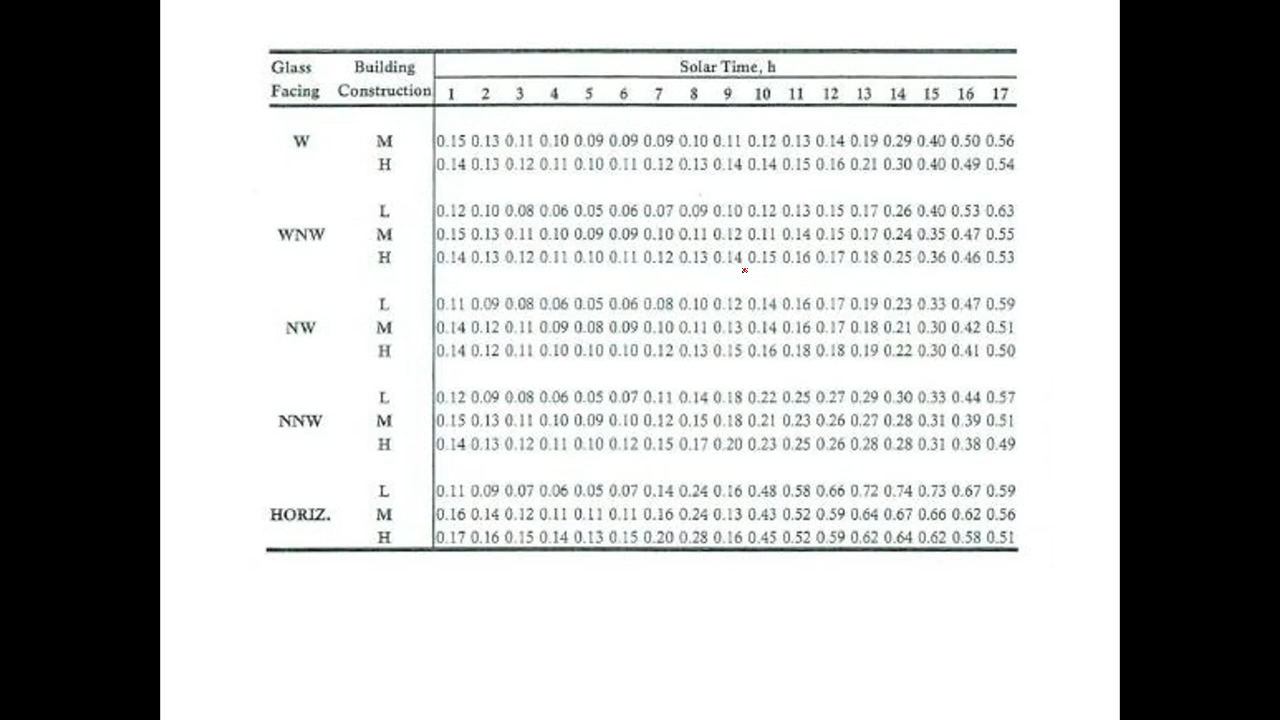 Glass Building Solar Time, h
Facing Construction 1 2 3 4 5 6 7 8 9 10 11 12 13 14 15 16 17
W M 0.15 0.13 0.11 0.10 0.09 0.09 0.09 0.10 0.11 0.12 0.13 0.14 0.19 0.29 0.40 0.50 0.56
H 0.14 0.13 0.12 0.11 0.10 0.11 0.12 0.13 0.14 0.14 0.15 0.16 0.21 0.30 0.40 0.49 0.54
L 0.12 0.10 0.08 0.06 0.05 0.06 0.07 0.09 0.10 0.12 0.13 0.15 0.17 0.26 0.40 0.53 0.63
WNW M 0.15 0.13 0.11 0.10 0.09 0.09 0.10 0.11 0.12 0.11 0.14 0.15 0.17 0.24 0.35 0.47 0.55
H 0.14 0.13 0.12 0.11 0.10 0.11 0.12 0.13 0.14 0.15 0.16 0.17 0.18 0.25 0.36 0.46 0.53
L 0.11 0.09 0.08 0.06 0.05 0.06 0.08 0.10 0.12 0.14 0.16 0.17 0.19 0.23 0.33 0.47 0.59
NW M 0.14 0.12 0.11 0.09 0.08 0.09 0.10 0.11 0.13 0.14 0.16 0.17 0.18 0.21 0.30 0.42 0.51
H 0.14 0.12 0.11 0.10 0.10 0.10 0.12 0.13 0.15 0.16 0.18 0.18 0.19 0.22 0.30 0.41 0.50
L 0.12 0.09 0.08 0.06 0.05 0.07 0.11 0.14 0.18 0.22 0.25 0.27 0.29 0.30 0.33 0.44 0.57
NNW M 0.15 0.13 0.11 0.10 0.09 0.10 0.12 0.15 0.18 0.21 0.23 0.26 0.27 0.28 0.31 0.39 0.51
H 0.14 0.13 0.12 0.11 0.10 0.12 0.15 0.17 0.20 0.23 0.25 0.26 0.28 0.28 0.31 0.38 0.49
L 0.11 0.09 0.07 0.06 0.05 0.07 0.14 0.24 0.16 0.48 0.58 0.66 0.72 0.74 0.73 0.67 0.59
HORIZ. M 0.16 0.14 0.12 0.11 0.11 0.11 0.16 0.24 0.13 0.43 0.52 0.59 0.64 0.67 0.66 0.62 0.56
H 0.17 0.16 0.15 0.14 0.13 0.15 0.20 0.28 0.16 0.45 0.52 0.59 0.62 0.64 0.62 0.58 0.51